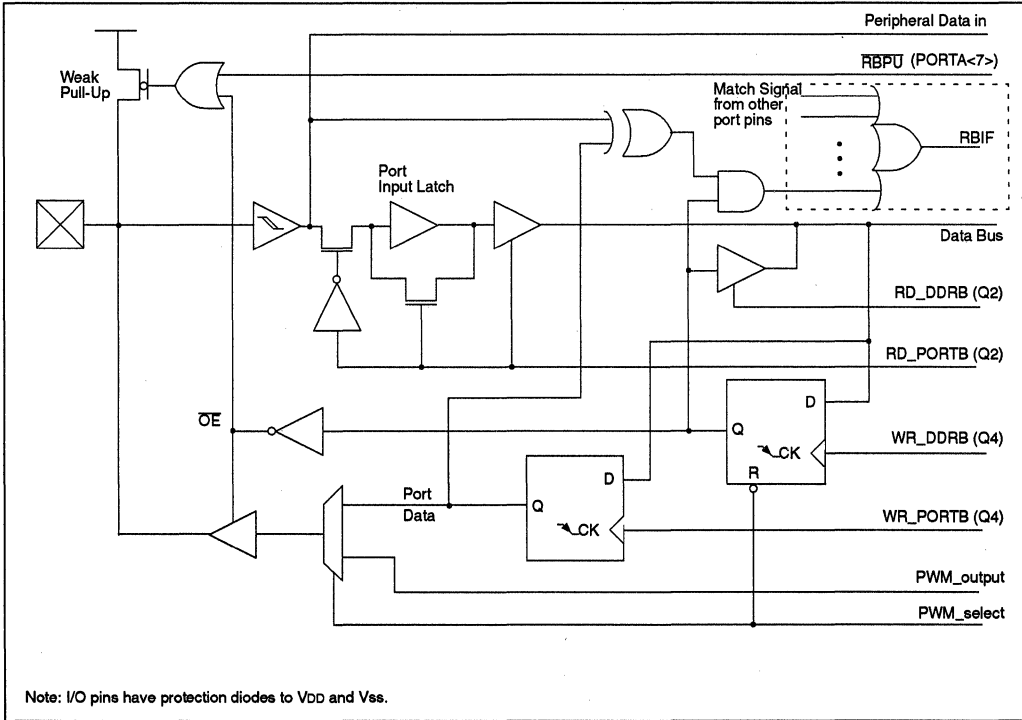 Peripheral Data in
RBPU (PORTA<7>)
Weak
Pull-Up
Match Signal
from other
port pins
RBIF
Port
Input Latch
Data Bus
RD_DDRB (Q2)
RD_PORTB (Q2)
OE
D
Q
CK
R
WR_DDRB (Q4)
Port
Data
D
Q
CK
WR_PORTB (Q4)
PWM_output
PWM_select
Note: I/O pins have protection diodes to VDD and Vss.